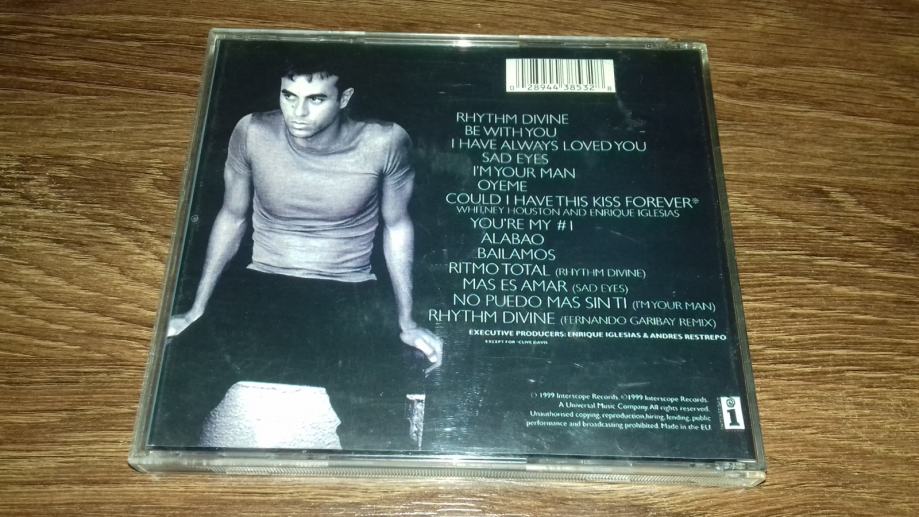 0 28944 38532 8
RHYTHM DIVINE
BE WITH YOU
I HAVE ALWAYS LOVED YOU
SAD EYES
I'M YOUR MAN
OYEME
COULD I HAVE THIS KISS FOREVER*
WHITNEY HOUSTON AND ENRIQUE IGLESIAS
YOU'RE MY #1
ALABAO
BAILAMOS
RITMO TOTAL (RHYTHM DIVINE)
MAS ES AMAR (SAD EYES)
NO PUEDO MAS SIN TI (I'M YOUR MAN)
RHYTHM DIVINE (FERNANDO GARIBAY REMIX)
EXECUTIVE PRODUCERS: ENRIQUE IGLESIAS & ANDRES RESTREPO
EXCEPT FOR *CLIVE DAVIS
℗ 1999 Interscope Records. ©1999 Interscope Records.
A Universal Music Company. All rights reserved.
Unauthorised copying, reproduction, hiring, lending, public
performance and broadcasting prohibited. Made in the EU.